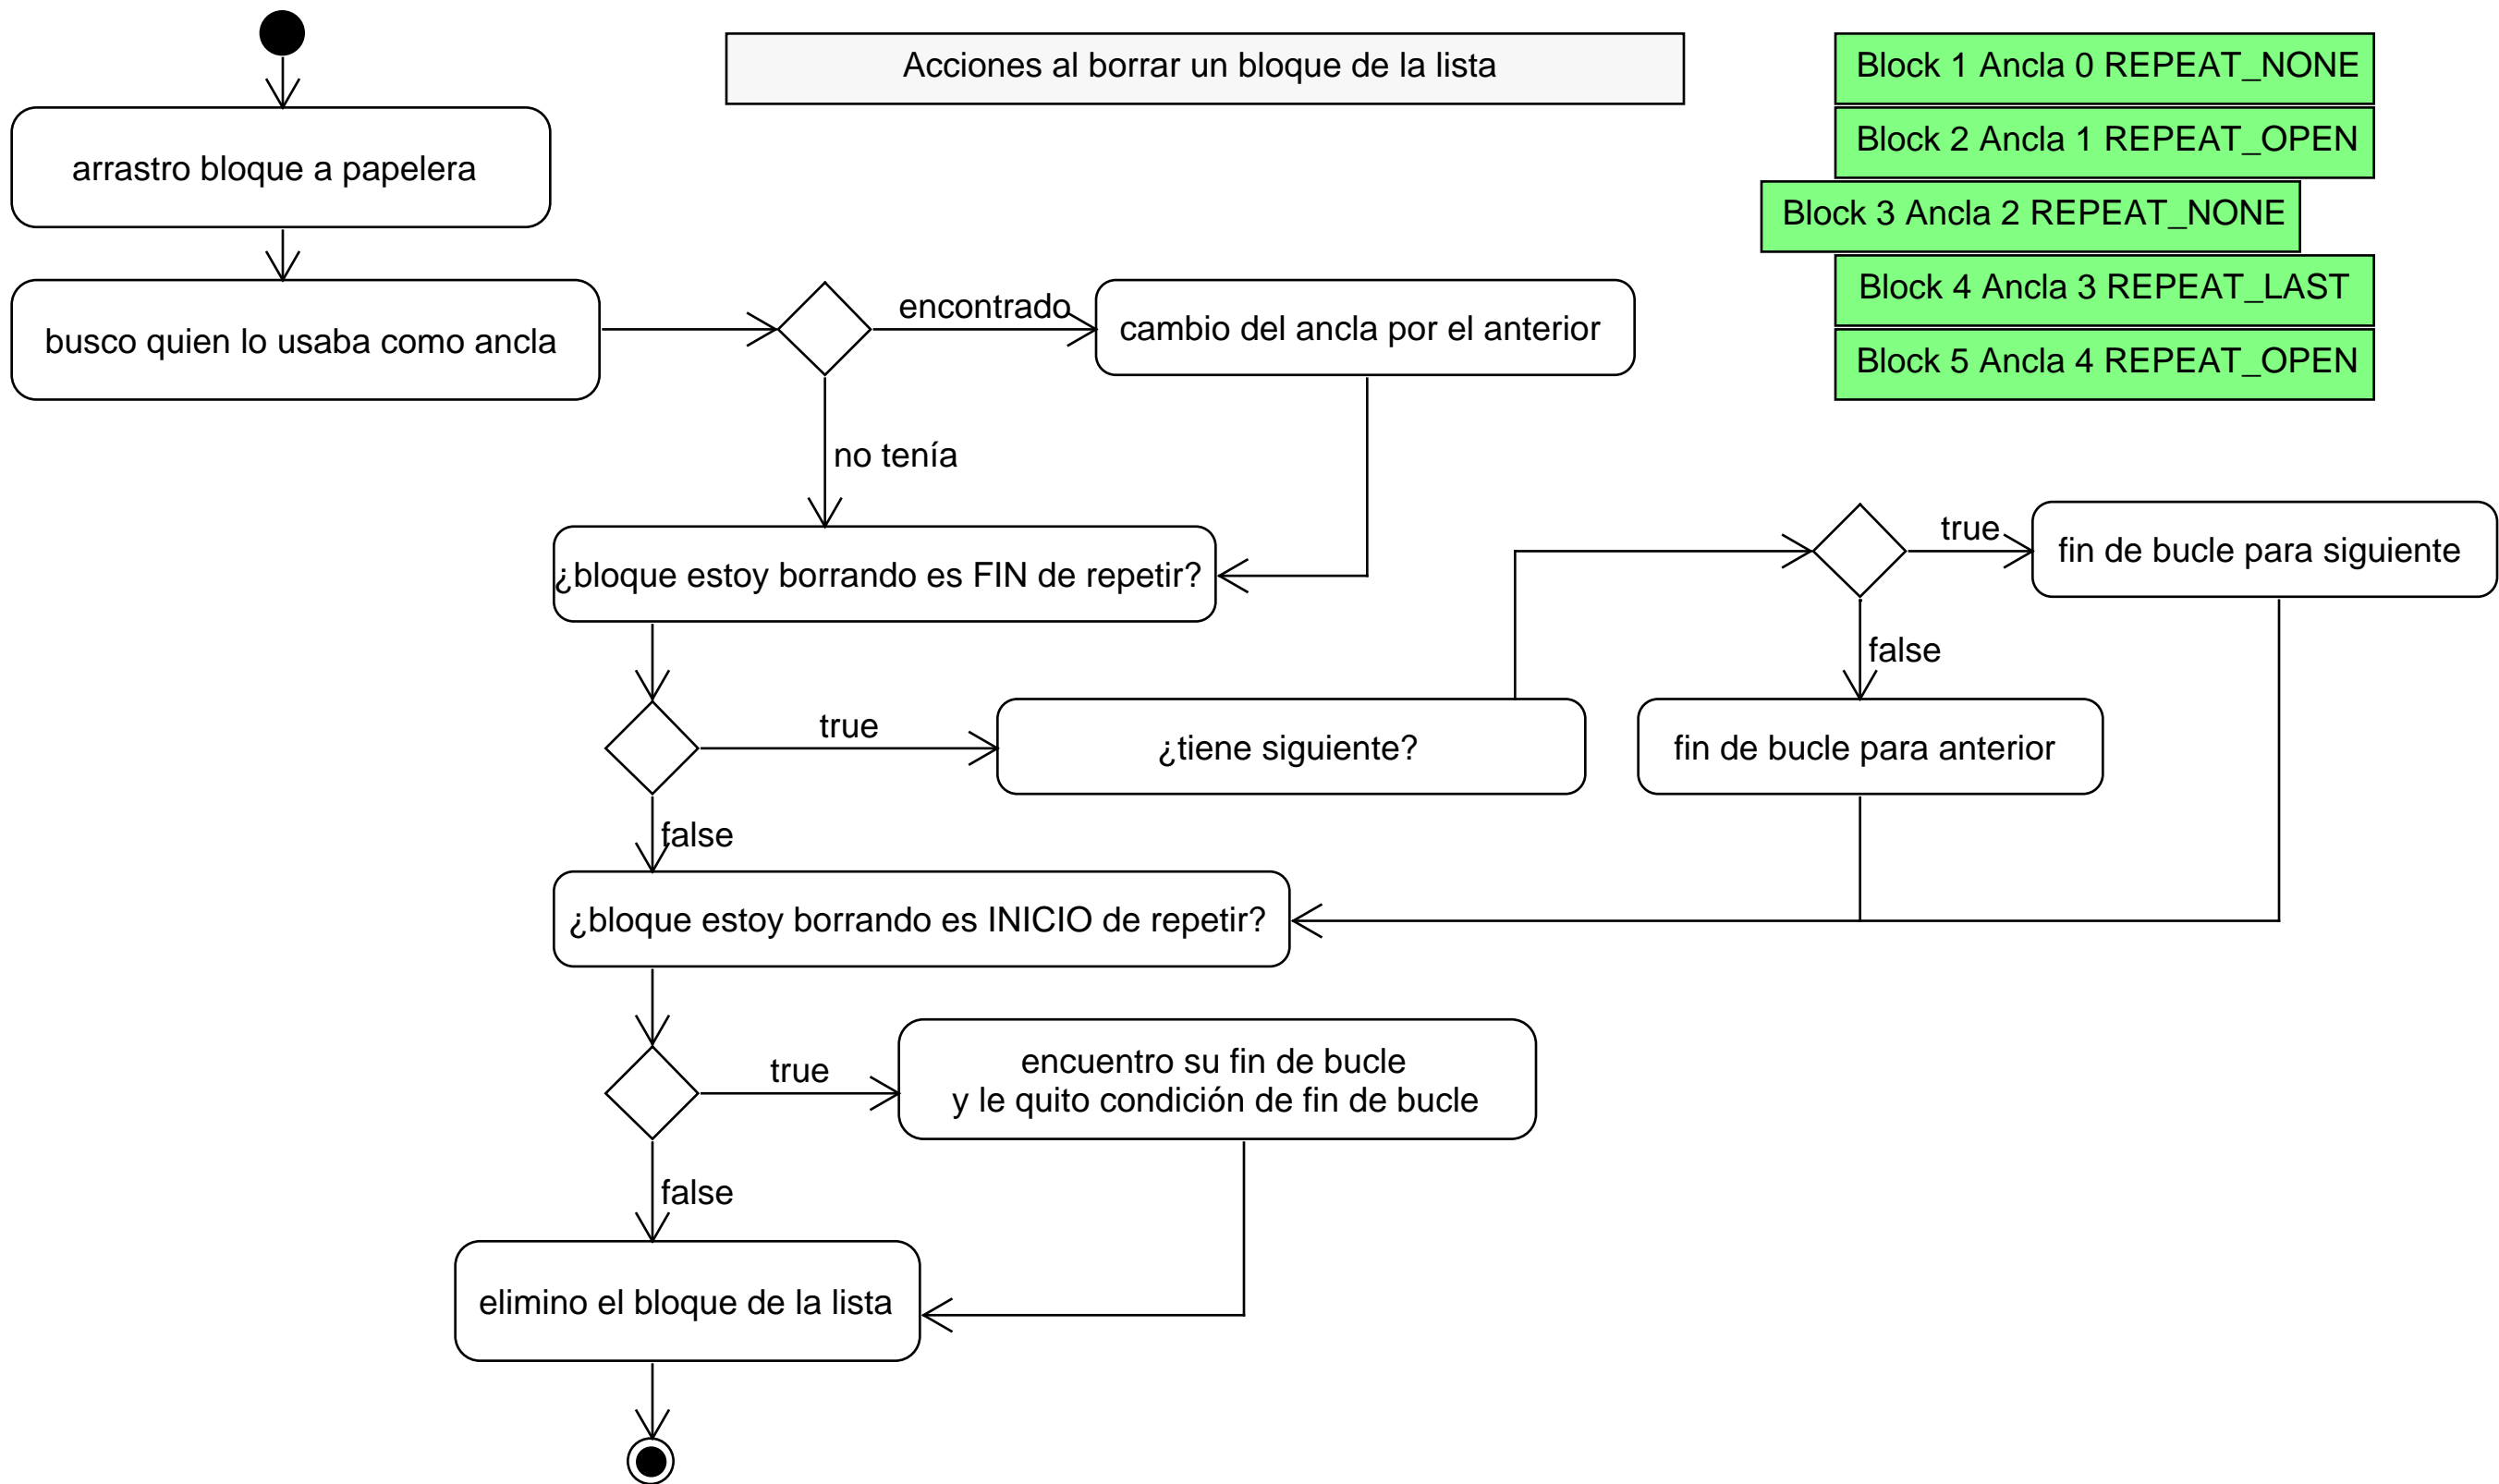 Acciones al borrar un bloque de la lista
Block 1 Ancla 0 REPEAT_NONE
Block 2 Ancla 1 REPEAT_OPEN
Block 3 Ancla 2 REPEAT_NONE
Block 4 Ancla 3 REPEAT_LAST
Block 5 Ancla 4 REPEAT_OPEN
arrastro bloque a papelera
busco quien lo usaba como ancla
encontrado
cambio del ancla por el anterior
no tenía
¿bloque estoy borrando es FIN de repetir?
true
¿tiene siguiente?
true
fin de bucle para siguiente
false
fin de bucle para anterior
false
¿bloque estoy borrando es INICIO de repetir?
true
encuentro su fin de bucle
y le quito condición de fin de bucle
false
elimino el bloque de la lista